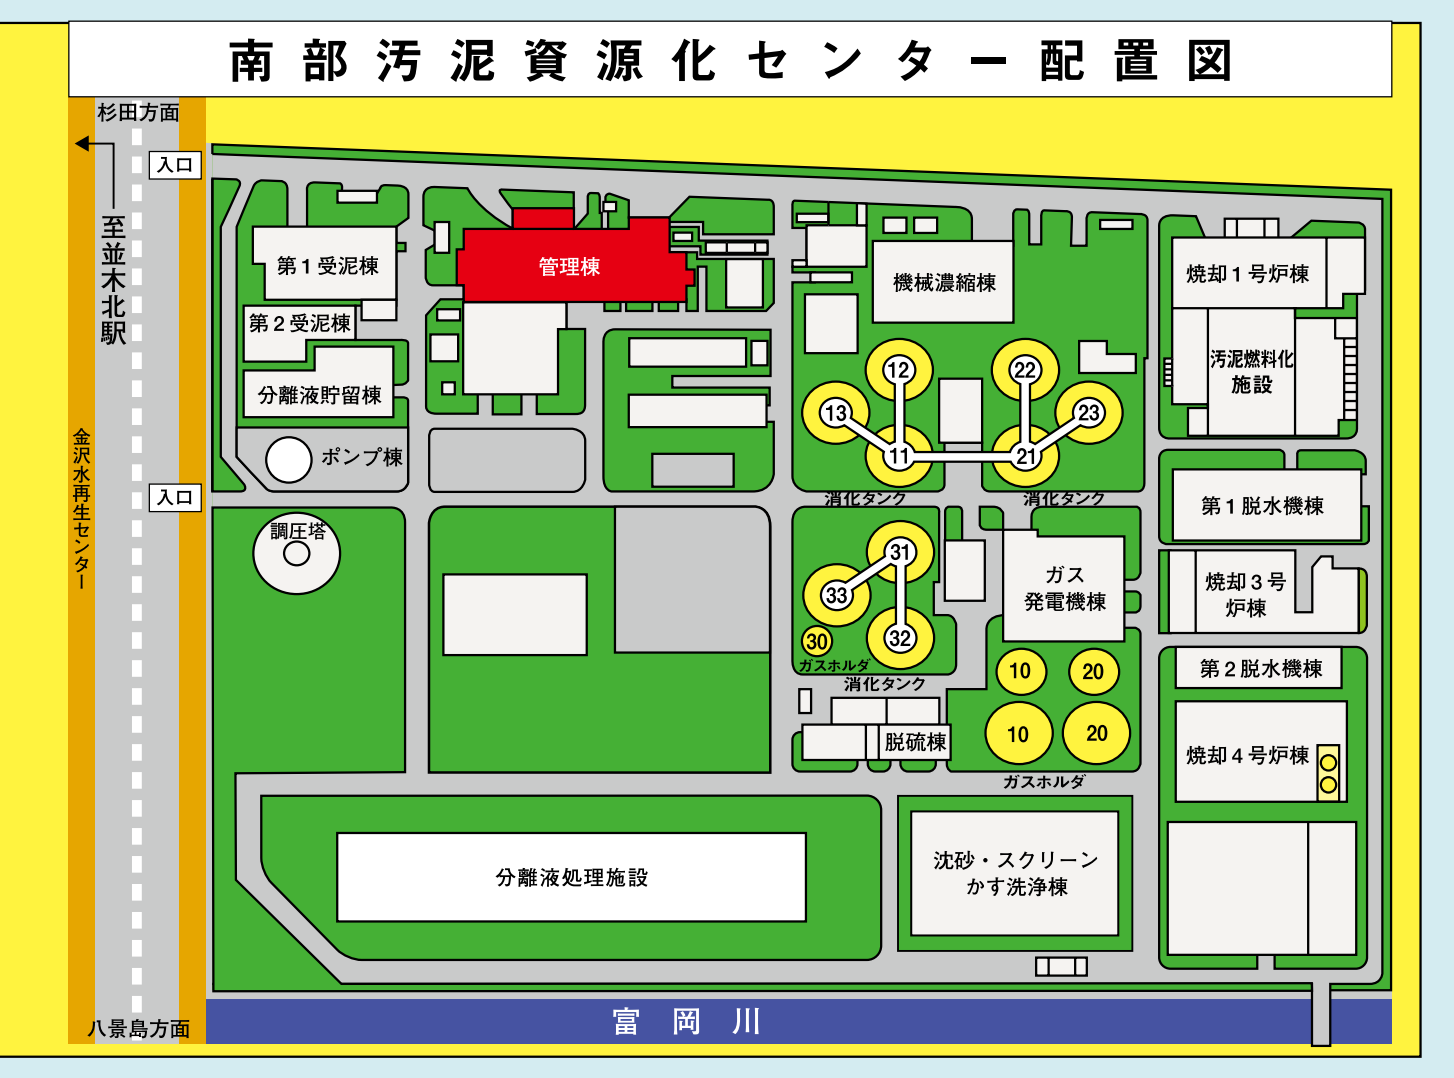 南部汚泥資源化センター配置図
杉田方面
入口
至並木北駅
金沢水再生センター
入口
八景島方面
第1受泥棟
第2受泥棟
分離液貯留棟
ポンプ棟
調圧塔
管理棟
機械濃縮棟
12
13
11
22
23
21
消化タンク
消化タンク
31
33
32
30
ガスホルダ
消化タンク
脱硫棟
ガス
発電機棟
10
20
10
20
ガスホルダ
焼却1号炉棟
汚泥燃料化
施設
第1脱水機棟
焼却3号
炉棟
第2脱水機棟
焼却4号炉棟
分離液処理施設
沈砂・スクリーン
かす洗浄棟
富岡川